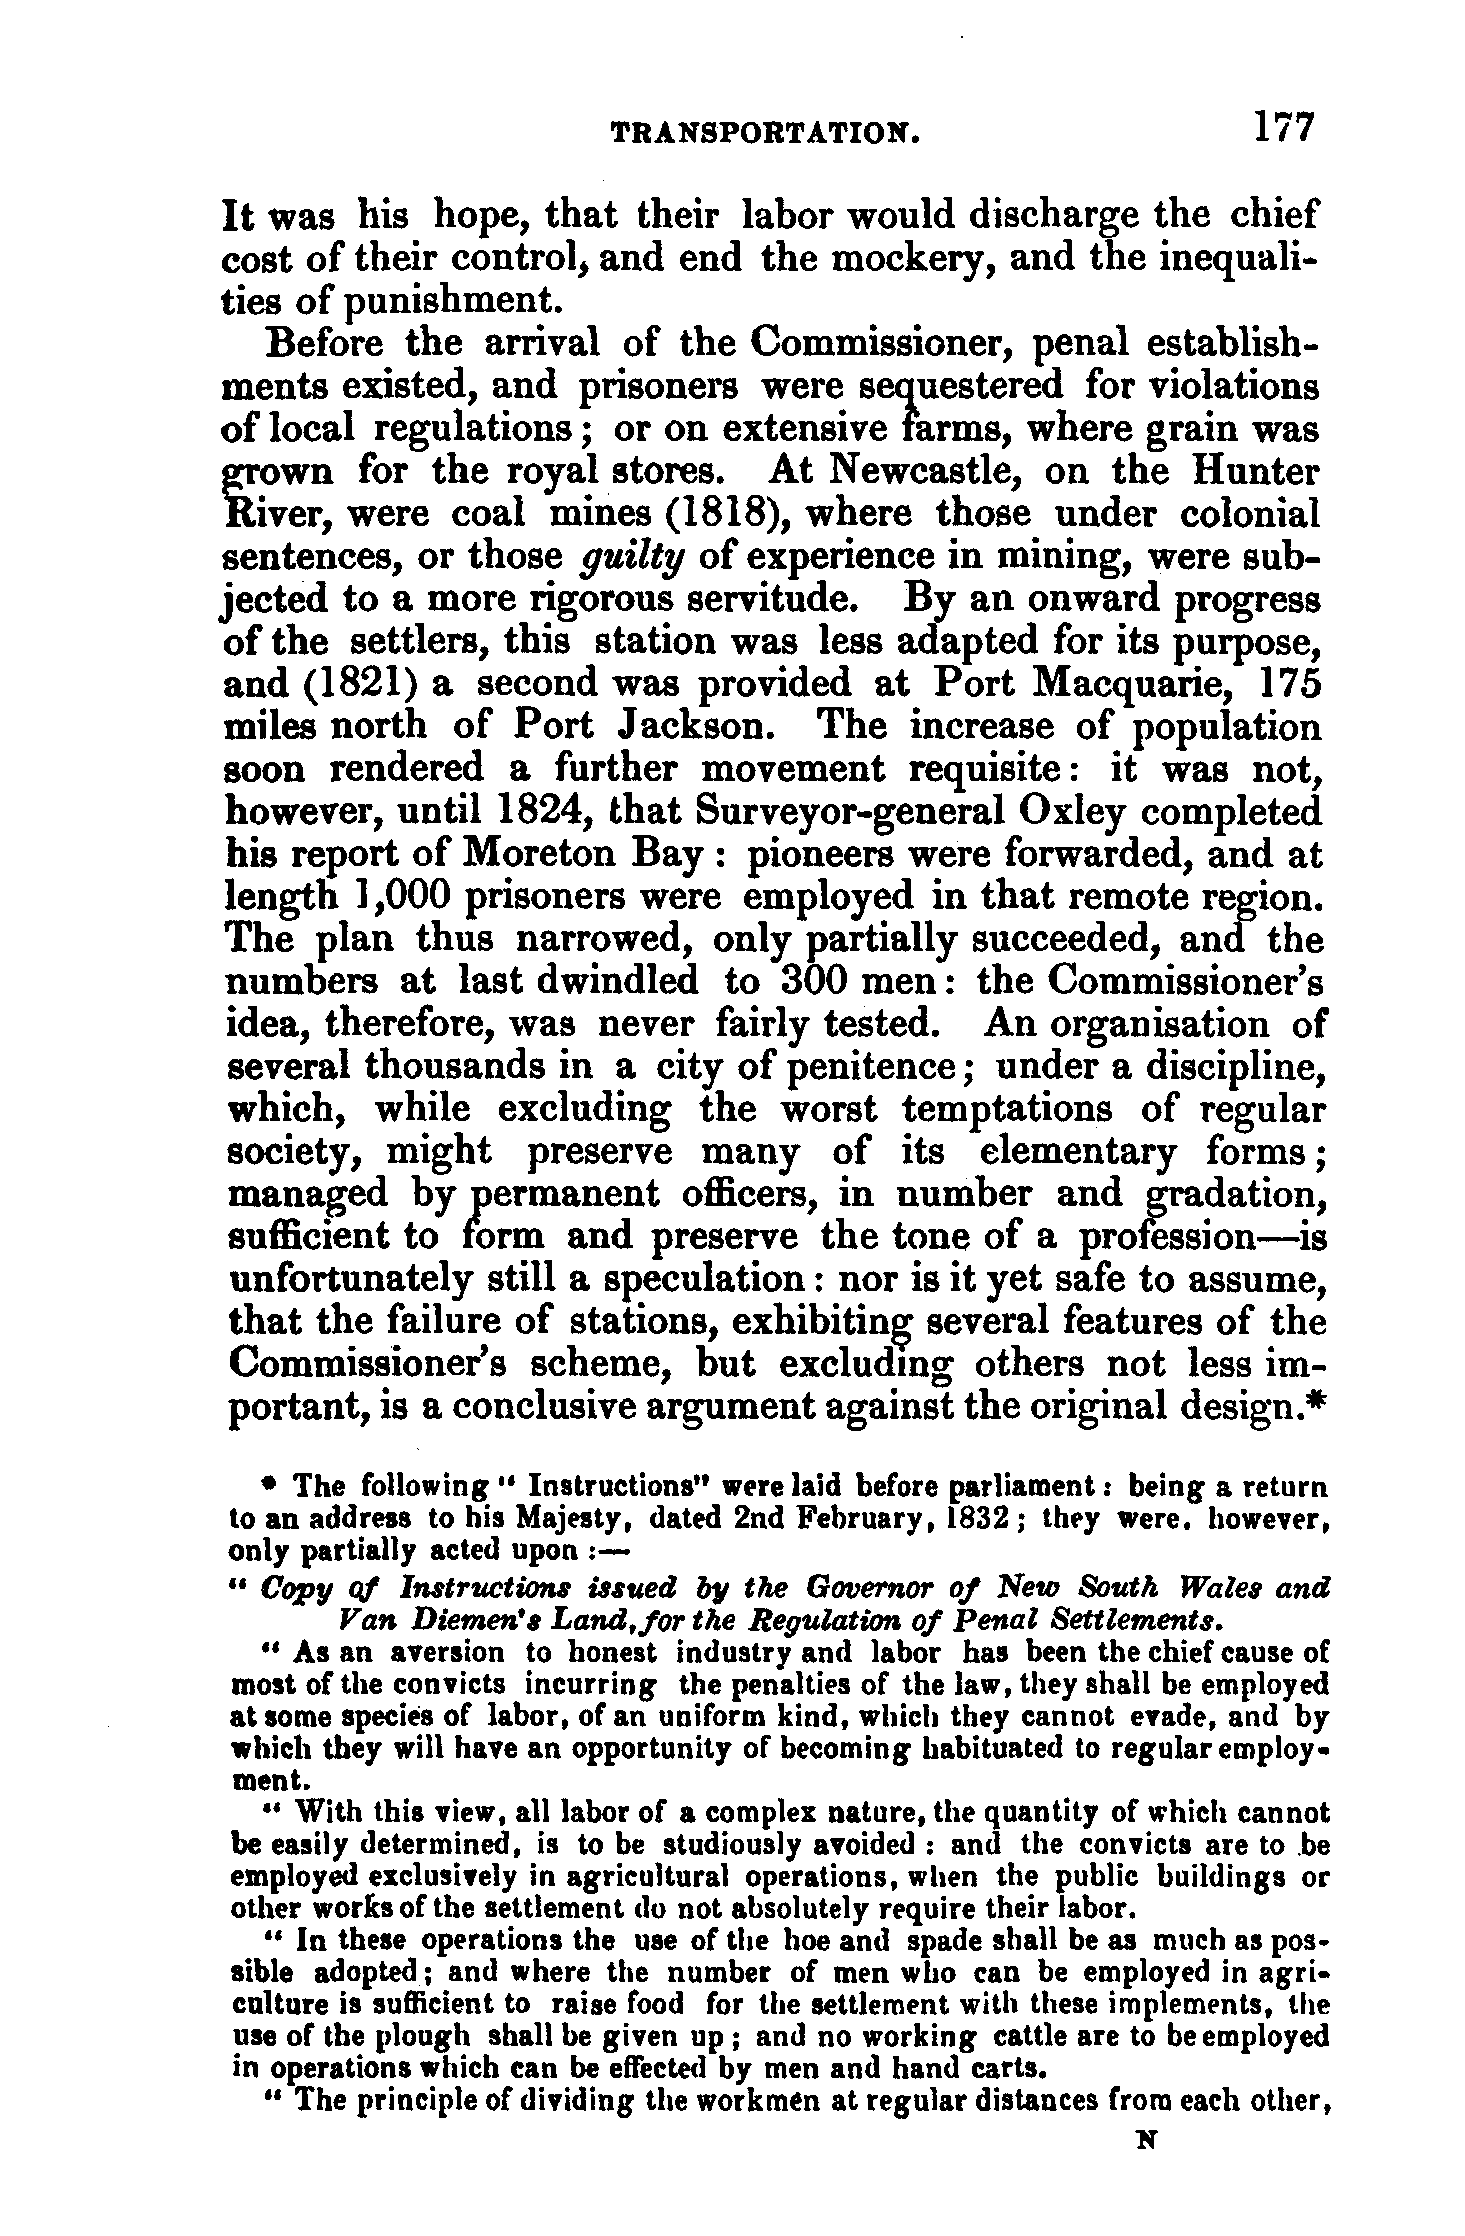 TRANSPORTATION. 177
It was his hope, that their labor would discharge the chief
cost of their control, and end the mockery, and the inequali-
ties of punishment.
Before the arrival of the Commissioner, penal establish-
ments existed, and prisoners were sequestered for violations
of local regulations; or on extensive farms, where grain was
grown for the royal stores. At Newcastle, on the Hunter
River, were coal mines (1818), where those under colonial
sentences, or those guilty of experience in mining, were sub-
jected to a more rigorous servitude. By an onward progress
of the settlers, this station was less adapted for its purpose,
and (1821) a second was provided at Port Macquarie, 175
miles north of Port Jackson. The increase of population
soon rendered a further movement requisite: it was not,
however, until 1824, that Surveyor-general Oxley completed
his report of Moreton Bay: pioneers were forwarded, and at
length 1,000 prisoners were employed in that remote region.
The plan thus narrowed, only partially succeeded, and the
numbers at last dwindled to 300 men: the Commissioner's
idea, therefore, was never fairly tested. An organisation of
several thousands in a city of penitence; under a discipline,
which, while excluding the worst temptations of regular
society, might preserve many of its elementary forms;
managed by permanent officers, in number and gradation,
sufficient to form and preserve the tone of a profession—is
unfortunately still a speculation: nor is it yet safe to assume,
that the failure of stations, exhibiting several features of the
Commissioner's scheme, but excluding others not less im-
portant, is a conclusive argument against the original design.*
* The following "Instructions" were laid before parliament: being a return
to an address to his Majesty, dated 2nd February, 1832; they were, however,
only partially acted upon:—
"Copy of Instructions issued by the Governor of New South Wales and
Van Diemen's Land, for the Regulation of Penal Settlements.
"As an aversion to honest industry and labor has been the chief cause of
most of the convicts incurring the penalties of the law, they shall be employed
at some species of labor, of an uniform kind, which they cannot evade, and by
which they will have an opportunity of becoming habituated to regular employ-
ment.
"With this view, all labor of a complex nature, the quantity of which cannot
be easily determined, is to be studiously avoided: and the convicts are to be
employed exclusively in agricultural operations, when the public buildings or
other works of the settlement do not absolutely require their labor.
"In these operations the use of the hoe and spade shall be as much as pos-
sible adopted; and where the number of men who can be employed in agri-
culture is sufficient to raise food for the settlement with these implements, the
use of the plough shall be given up; and no working cattle are to be employed
in operations which can be effected by men and hand carts.
"The principle of dividing the workmen at regular distances from each other,
N